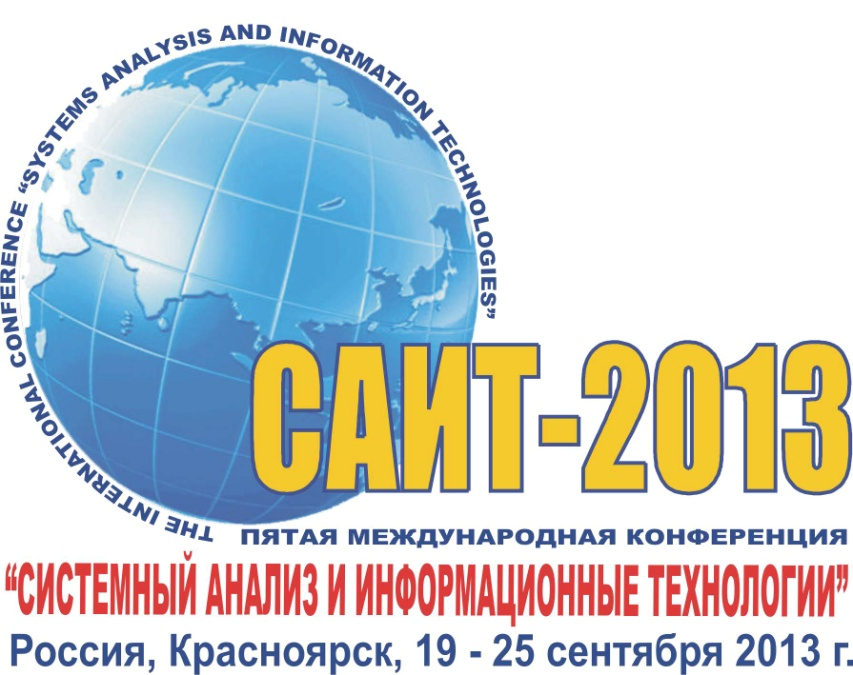 THE INTERNATIONAL CONFERENCE “SYSTEMS ANALYSIS AND INFORMATION TECHNOLOGIES”
САИТ-2013
ПЯТАЯ МЕЖДУНАРОДНАЯ КОНФЕРЕНЦИЯ
“СИСТЕМНЫЙ АНАЛИЗ И ИНФОРМАЦИОННЫЕ ТЕХНОЛОГИИ”
Россия, Красноярск, 19 - 25 сентября 2013 г.